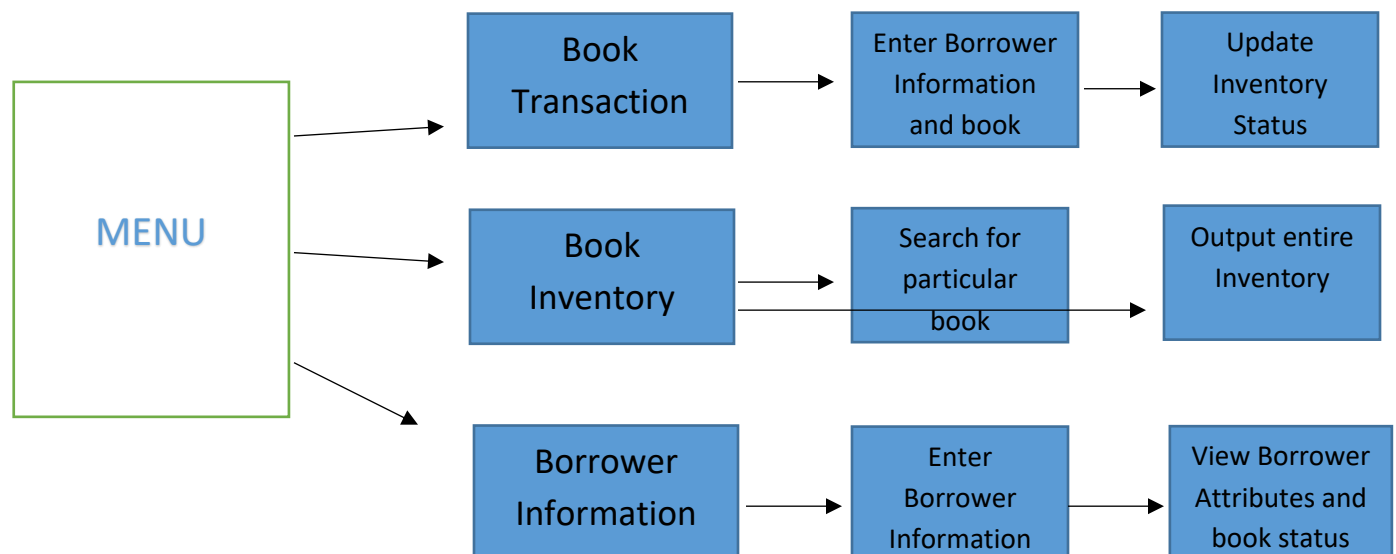 MENU
Book
Transaction
Enter Borrower
Information
and book
Update
Inventory
Status
Book
Inventory
Search for
particular
book
Output entire
Inventory
Borrower
Information
Enter
Borrower
Information
View Borrower
Attributes and
book status